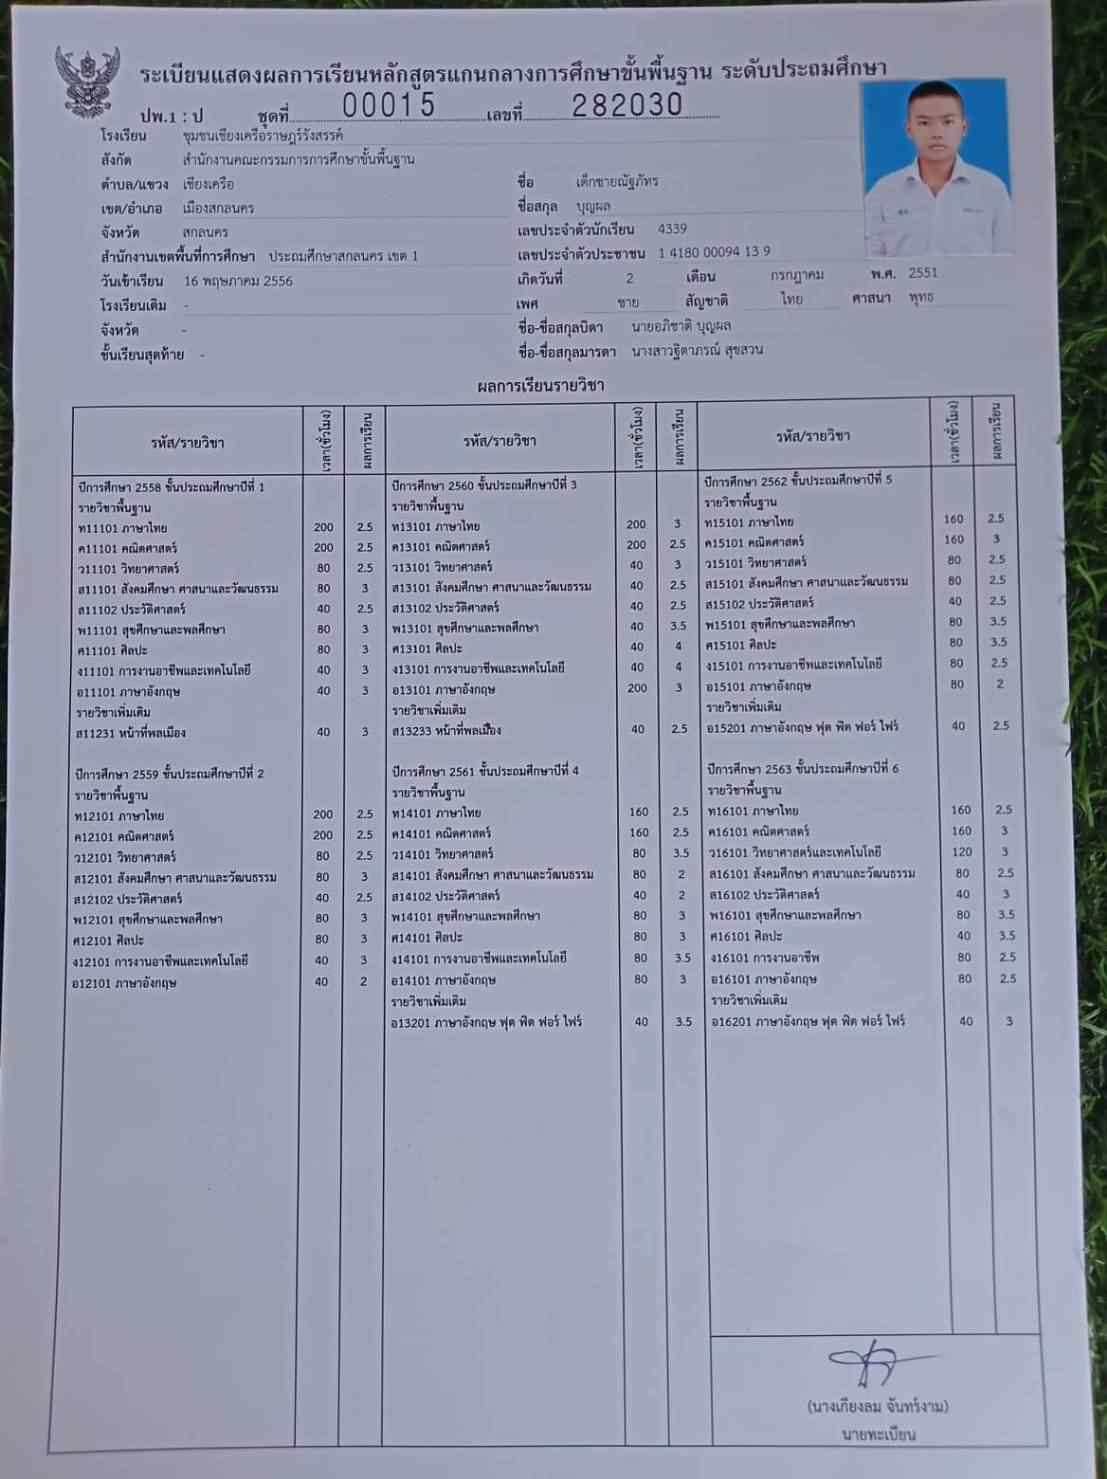 ระเบียนแสดงผลการเรียนหลักสูตรแกนกลางการศึกษาขั้นพื้นฐาน ระดับประถมศึกษา
ปพ.1 : ป ชุดที่ 00015 เลขที่ 282030
โรงเรียน ชุมชนเชียงเครือราษฎร์รังสรรค์
สังกัด สำนักงานคณะกรรมการการศึกษาขั้นพื้นฐาน
ตำบล/แขวง เชียงเครือ
เขต/อำเภอ เมืองสกลนคร
จังหวัด สกลนคร
สำนักงานเขตพื้นที่การศึกษา ประถมศึกษาสกลนคร เขต 1
วันเข้าเรียน 16 พฤษภาคม 2556
โรงเรียนเดิม -
จังหวัด -
ชั้นเรียนสุดท้าย -
ชื่อ เด็กชายณัฐภัทร
ชื่อสกุล บุญผล
เลขประจำตัวนักเรียน 4339
เลขประจำตัวประชาชน 1 4180 00094 13 9
เกิดวันที่ 2 เดือน กรกฎาคม พ.ศ. 2551
เพศ ชาย สัญชาติ ไทย ศาสนา พุทธ
ชื่อ-ชื่อสกุลบิดา นายอภิชาติ บุญผล
ชื่อ-ชื่อสกุลมารดา นางสาวฐิตาภรณ์ สุขสวน
ผลการเรียนรายวิชา
รหัส/รายวิชา เวลา(ชั่วโมง) ผลการเรียน
ปีการศึกษา 2558 ชั้นประถมศึกษาปีที่ 1
รายวิชาพื้นฐาน
ท11101 ภาษาไทย 200 2.5
ค11101 คณิตศาสตร์ 200 2.5
ว11101 วิทยาศาสตร์ 80 2.5
ส11101 สังคมศึกษา ศาสนาและวัฒนธรรม 80 3
ส11102 ประวัติศาสตร์ 40 2.5
พ11101 สุขศึกษาและพลศึกษา 80 3
ศ11101 ศิลปะ 80 3
ง11101 การงานอาชีพและเทคโนโลยี 40 3
อ11101 ภาษาอังกฤษ 40 3
รายวิชาเพิ่มเติม
ส11231 หน้าที่พลเมือง 40 3
ปีการศึกษา 2559 ชั้นประถมศึกษาปีที่ 2
รายวิชาพื้นฐาน
ท12101 ภาษาไทย 200 2.5
ค12101 คณิตศาสตร์ 200 2.5
ว12101 วิทยาศาสตร์ 80 2.5
ส12101 สังคมศึกษา ศาสนาและวัฒนธรรม 80 3
ส12102 ประวัติศาสตร์ 40 2.5
พ12101 สุขศึกษาและพลศึกษา 80 3
ศ12101 ศิลปะ 80 3
ง12101 การงานอาชีพและเทคโนโลยี 40 3
อ12101 ภาษาอังกฤษ 40 2
รหัส/รายวิชา เวลา(ชั่วโมง) ผลการเรียน
ปีการศึกษา 2560 ชั้นประถมศึกษาปีที่ 3
รายวิชาพื้นฐาน
ท13101 ภาษาไทย 200 3
ค13101 คณิตศาสตร์ 200 2.5
ว13101 วิทยาศาสตร์ 40 3
ส13101 สังคมศึกษา ศาสนาและวัฒนธรรม 40 2.5
ส13102 ประวัติศาสตร์ 40 2.5
พ13101 สุขศึกษาและพลศึกษา 40 3.5
ศ13101 ศิลปะ 40 4
ง13101 การงานอาชีพและเทคโนโลยี 40 4
อ13101 ภาษาอังกฤษ 200 3
รายวิชาเพิ่มเติม
ส13233 หน้าที่พลเมือง 40 2.5
ปีการศึกษา 2561 ชั้นประถมศึกษาปีที่ 4
รายวิชาพื้นฐาน
ท14101 ภาษาไทย 160 2.5
ค14101 คณิตศาสตร์ 160 2.5
ว14101 วิทยาศาสตร์ 80 3.5
ส14101 สังคมศึกษา ศาสนาและวัฒนธรรม 80 2
ส14102 ประวัติศาสตร์ 40 2
พ14101 สุขศึกษาและพลศึกษา 80 3
ศ14101 ศิลปะ 80 3
ง14101 การงานอาชีพและเทคโนโลยี 80 3.5
อ14101 ภาษาอังกฤษ 80 3
รายวิชาเพิ่มเติม
อ13201 ภาษาอังกฤษ ฟุด ฟิด ฟอร์ ไฟร์ 40 3.5
รหัส/รายวิชา เวลา(ชั่วโมง) ผลการเรียน
ปีการศึกษา 2562 ชั้นประถมศึกษาปีที่ 5
รายวิชาพื้นฐาน
ท15101 ภาษาไทย 160 2.5
ค15101 คณิตศาสตร์ 160 3
ว15101 วิทยาศาสตร์ 80 2.5
ส15101 สังคมศึกษา ศาสนาและวัฒนธรรม 80 2.5
ส15102 ประวัติศาสตร์ 40 2.5
พ15101 สุขศึกษาและพลศึกษา 80 3.5
ศ15101 ศิลปะ 80 3.5
ง15101 การงานอาชีพและเทคโนโลยี 80 2.5
อ15101 ภาษาอังกฤษ 80 2
รายวิชาเพิ่มเติม
อ15201 ภาษาอังกฤษ ฟุด ฟิด ฟอร์ ไฟร์ 40 2.5
ปีการศึกษา 2563 ชั้นประถมศึกษาปีที่ 6
รายวิชาพื้นฐาน
ท16101 ภาษาไทย 160 2.5
ค16101 คณิตศาสตร์ 160 3
ว16101 วิทยาศาสตร์และเทคโนโลยี 120 3
ส16101 สังคมศึกษา ศาสนาและวัฒนธรรม 80 2.5
ส16102 ประวัติศาสตร์ 40 3
พ16101 สุขศึกษาและพลศึกษา 80 3.5
ศ16101 ศิลปะ 40 3.5
ง16101 การงานอาชีพ 80 2.5
อ16101 ภาษาอังกฤษ 80 2.5
รายวิชาเพิ่มเติม
อ16201 ภาษาอังกฤษ ฟุด ฟิด ฟอร์ ไฟร์ 40 3
(นางเกียงลม จันทร์งาม)
นายทะเบียน